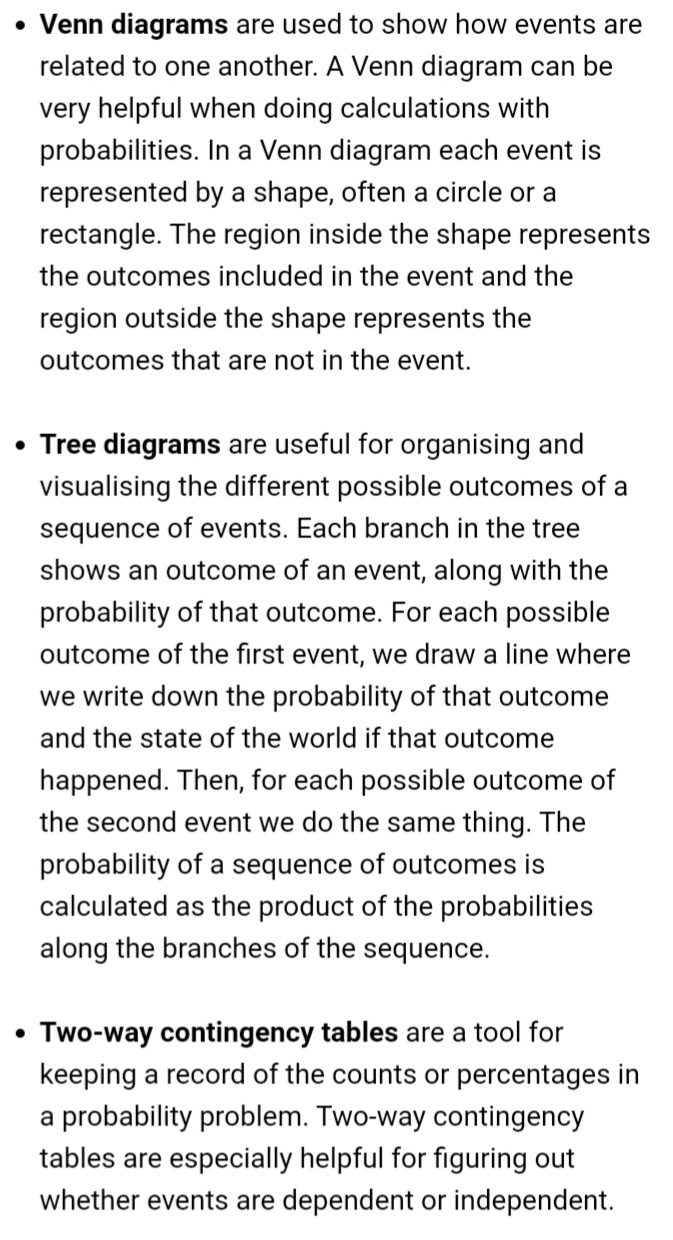 • Venn diagrams are used to show how events are
related to one another. A Venn diagram can be
very helpful when doing calculations with
probabilities. In a Venn diagram each event is
represented by a shape, often a circle or a
rectangle. The region inside the shape represents
the outcomes included in the event and the
region outside the shape represents the
outcomes that are not in the event.
• Tree diagrams are useful for organising and
visualising the different possible outcomes of a
sequence of events. Each branch in the tree
shows an outcome of an event, along with the
probability of that outcome. For each possible
outcome of the first event, we draw a line where
we write down the probability of that outcome
and the state of the world if that outcome
happened. Then, for each possible outcome of
the second event we do the same thing. The
probability of a sequence of outcomes is
calculated as the product of the probabilities
along the branches of the sequence.
• Two-way contingency tables are a tool for
keeping a record of the counts or percentages in
a probability problem. Two-way contingency
tables are especially helpful for figuring out
whether events are dependent or independent.